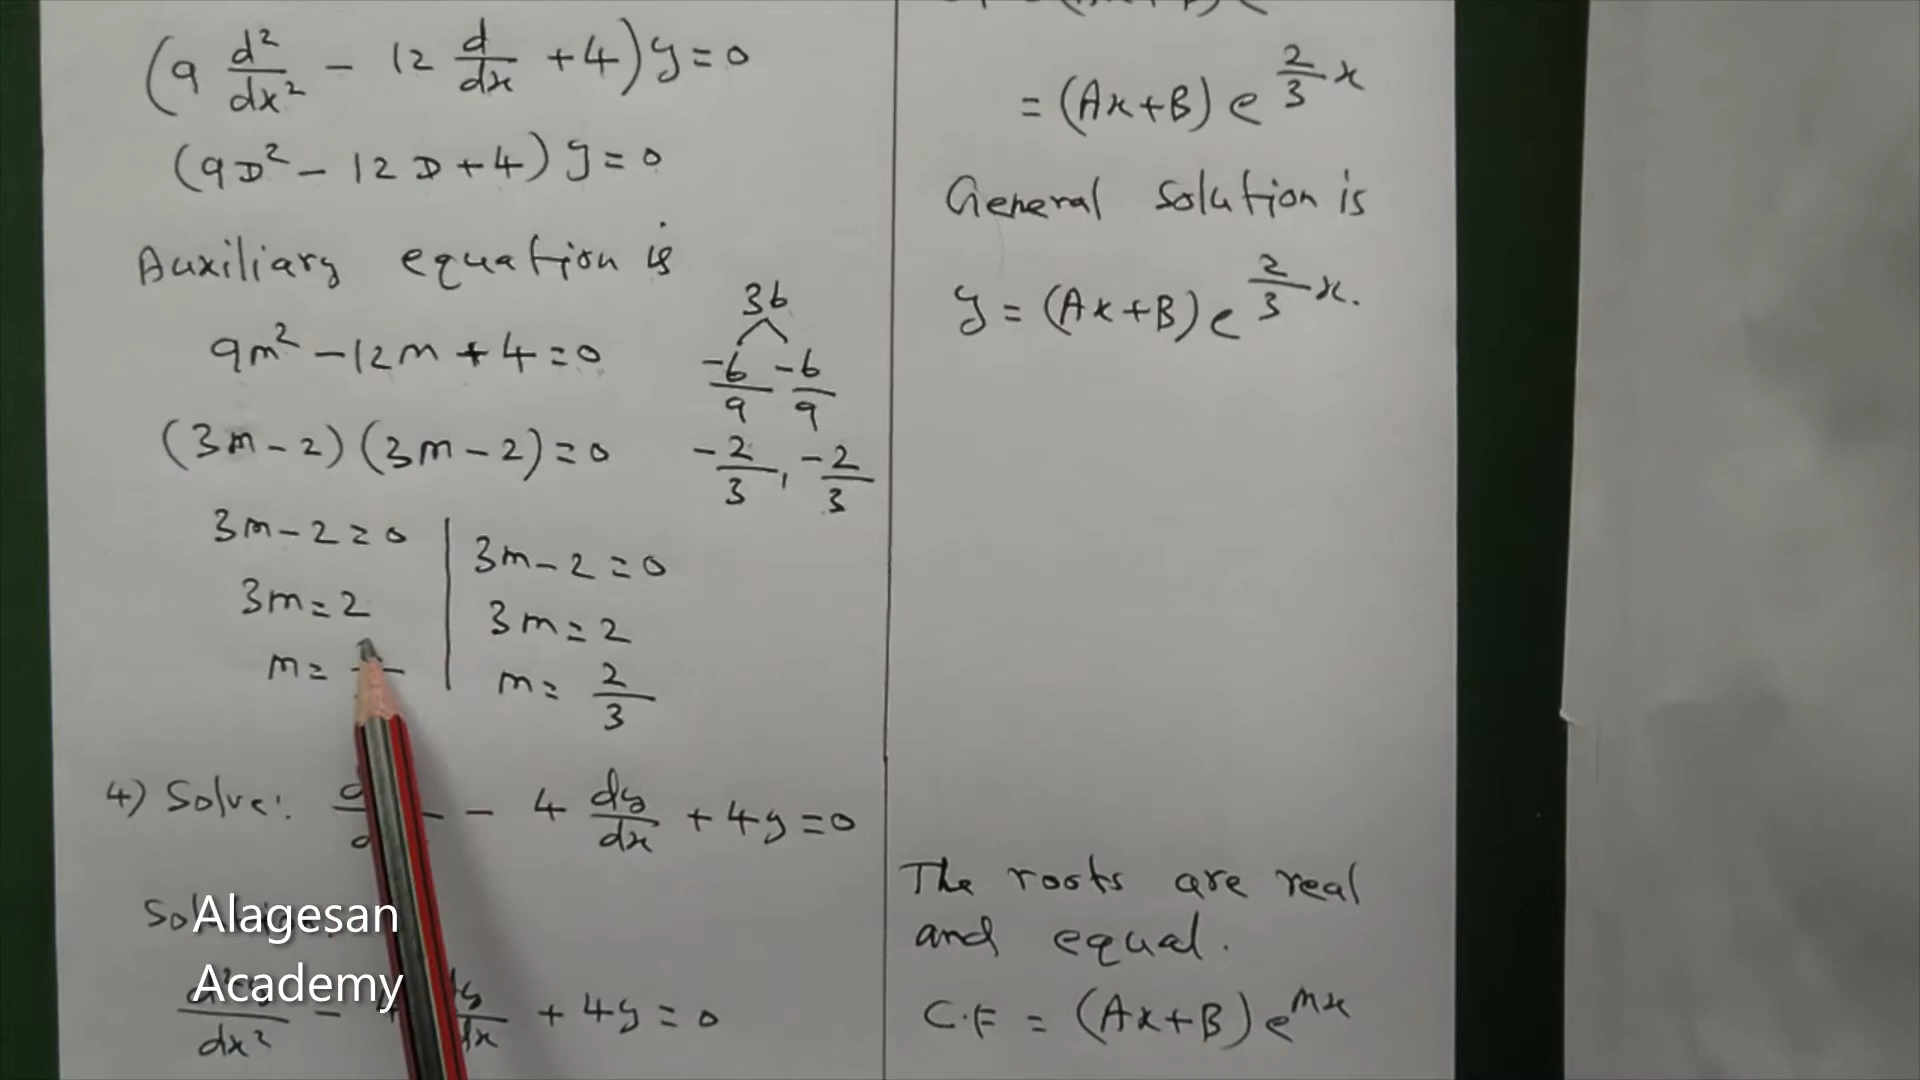 (9 d²/dx² - 12 d/dx + 4) y = 0
(9D² - 12D + 4) y = 0
Auxiliary equation is
9m² - 12m + 4 = 0
36
-6/9 -6/9
(3m - 2)(3m - 2) = 0
-2/3, -2/3
3m - 2 = 0
3m = 2
m =
3m - 2 = 0
3m = 2
m = 2/3
4) Solve: - 4 dy/dx + 4y = 0
/dx² - 4 + 4y = 0
= (Ax+B) e^(2/3 x)
General solution is
y = (Ax+B) e^(2/3 x).
The roots are real
and equal.
C.F = (Ax+B) e^(mx)
Alagesan
Academy